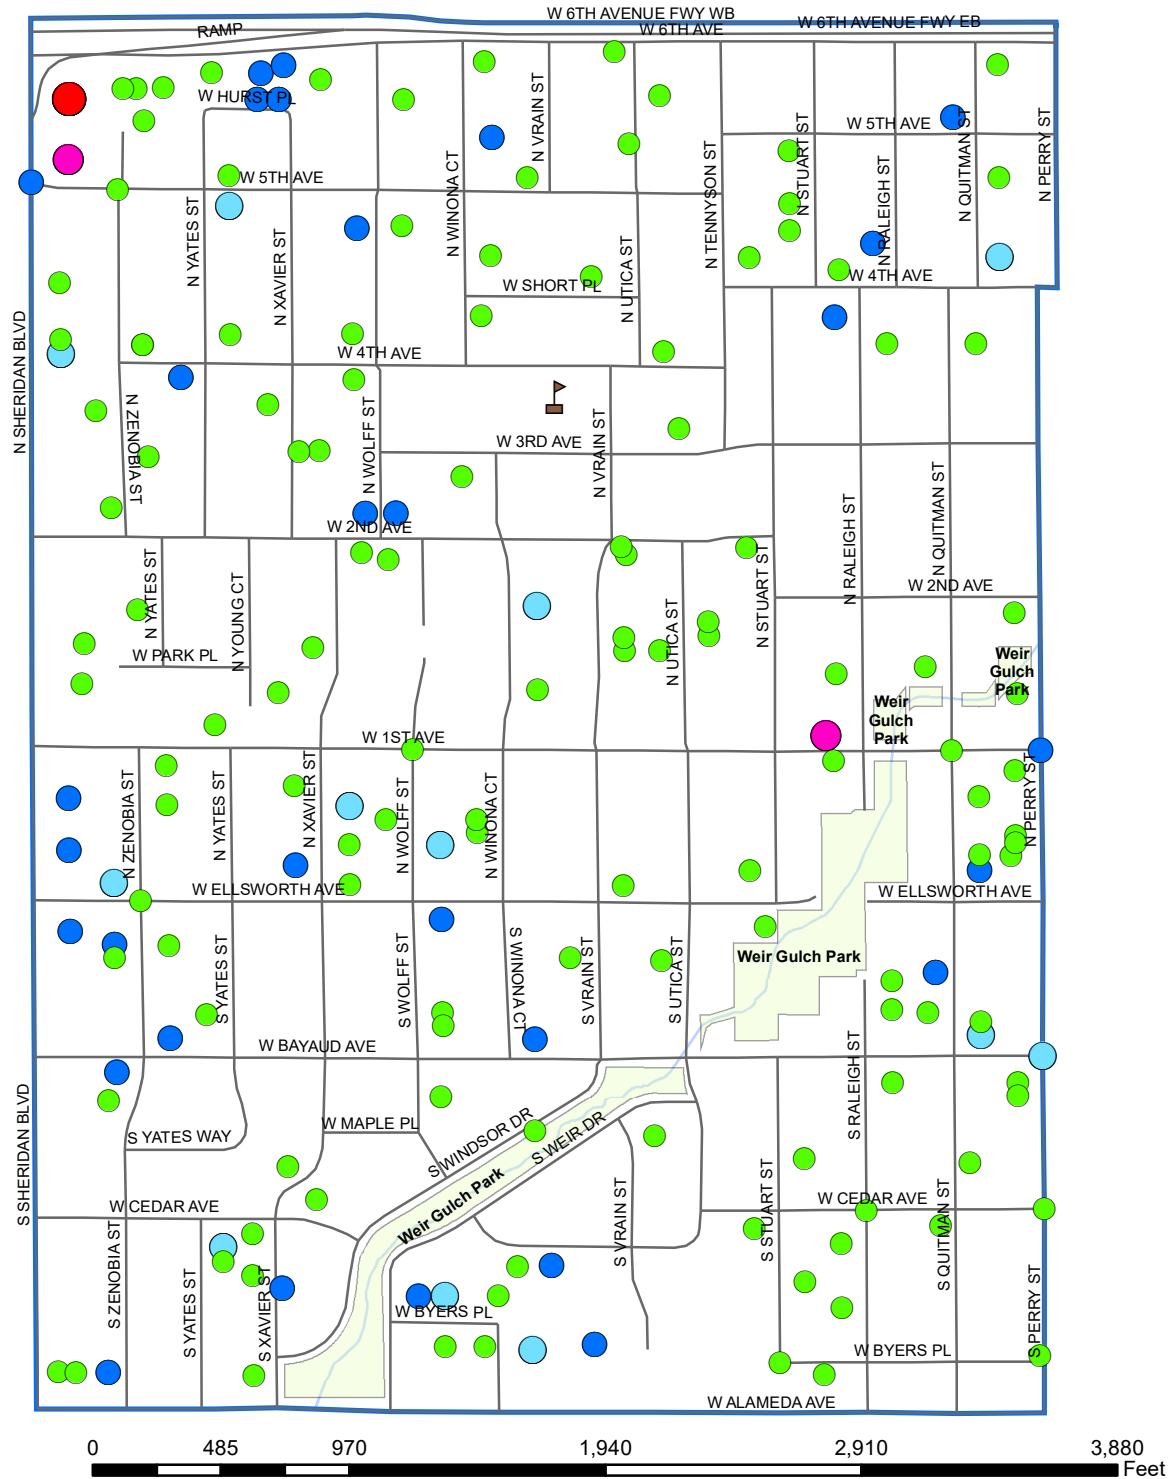 W 6TH AVENUE FWY WB
W 6TH AVENUE FWY EB
RAMP
W 6TH AVE
W HURST PL
N VRAIN ST
N STUART ST
W 5TH AVE
N QUITMAN ST
N PERRY ST
N WINONA CT
N TENNYSON ST
N RALEIGH ST
W 5TH AVE
N YATES ST
N XAVIER ST
N UTICA ST
W SHORT PL
W 4TH AVE
N SHERIDAN BLVD
W 4TH AVE
N ZENOBIA ST
N WOLFF ST
N VRAIN ST
W 3RD AVE
N RALEIGH ST
N QUITMAN ST
W 2ND AVE
N YATES ST
N YOUNG CT
N UTICA ST
N STUART ST
W 2ND AVE
W PARK PL
Weir
Gulch
Park
Weir
Gulch
Park
W 1ST AVE
N ZENOBIA ST
N YATES ST
N XAVIER ST
N WOLFF ST
N WINONA CT
N PERRY ST
W ELLSWORTH AVE
W ELLSWORTH AVE
S YATES ST
S WOLFF ST
S WINONA CT
S VRAIN ST
S UTICA ST
Weir Gulch Park
W BAYAUD AVE
S RALEIGH ST
S SHERIDAN BLVD
S YATES WAY
W MAPLE PL
S WINDSOR DR
S WEIR DR
Weir Gulch Park
W CEDAR AVE
S VRAIN ST
S STUART ST
W CEDAR AVE
S QUITMAN ST
S ZENOBIA ST
S YATES ST
S XAVIER ST
S PERRY ST
W BYERS PL
W BYERS PL
W ALAMEDA AVE
0 485 970 1,940 2,910 3,880
Feet